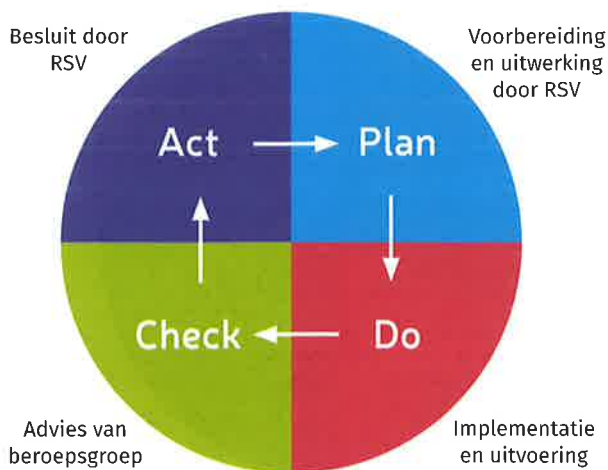 Besluit door
RSV
Voorbereiding
en uitwerking
door RSV
Act
Plan
Check
Do
Advies van
beroepsgroep
Implementatie
en uitvoering